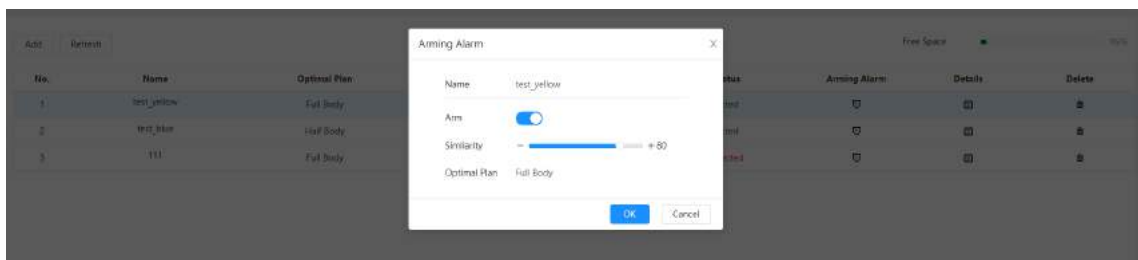 Add Refresh Free Space
Arming Alarm X
No. Name Optimal Plan Arming Alarm Details Delete
Name test_yellow
1 test_yellow Full Body
Arm
2 test_blue Half Body
Similarity - + 80
3 111 Full Body
Optimal Plan Full Body
OK Cancel